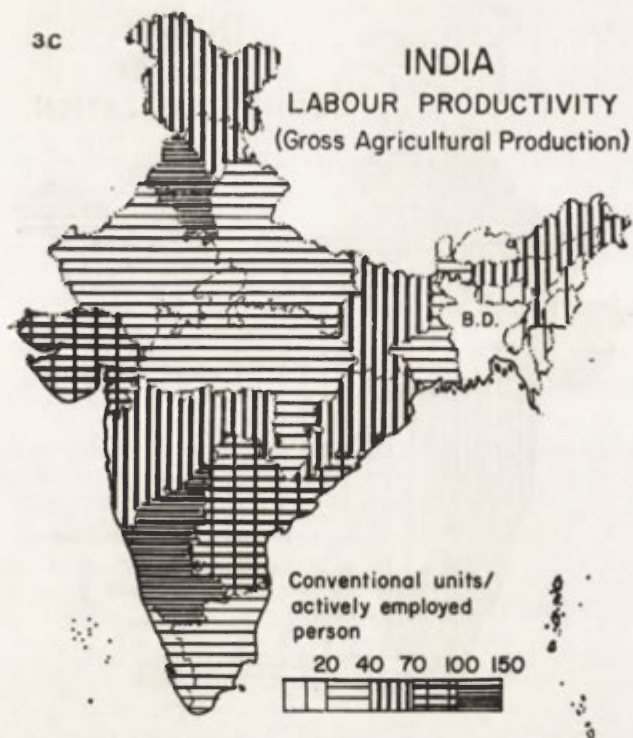 3C
INDIA
LABOUR PRODUCTIVITY
(Gross Agricultural Production)
B.D.
Conventional units/
actively employed
person
20 40 70 100 150